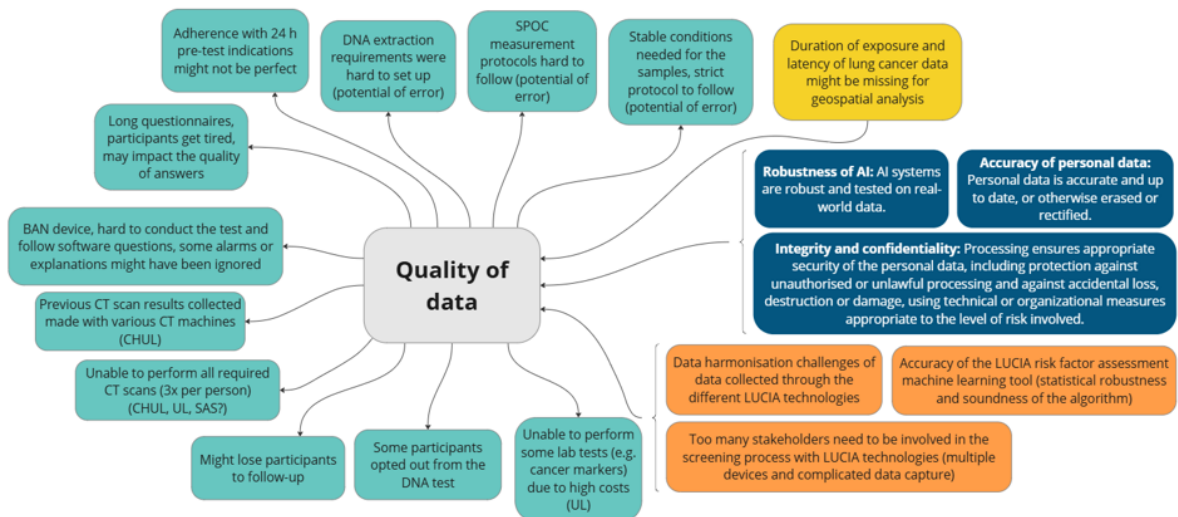 Adherence with 24 h
pre-test indications
might not be perfect
DNA extraction
requirements were
hard to set up
(potential of error)
SPOC
measurement
protocols hard to
follow (potential of
error)
Stable conditions
needed for the
samples, strict
protocol to follow
(potential of error)
Duration of exposure and
latency of lung cancer data
might be missing for
geospatial analysis
Long questionnaires,
participants get tired,
may impact the quality
of answers
Robustness of AI: AI systems
are robust and tested on real-
world data.
Accuracy of personal data:
Personal data is accurate and up
to date, or otherwise erased or
rectified.
BAN device, hard to conduct the test and
follow software questions, some alarms or
explanations might have been ignored
Quality of
data
Integrity and confidentiality: Processing ensures appropriate
security of the personal data, including protection against
unauthorised or unlawful processing and against accidental loss,
destruction or damage, using technical or organizational measures
appropriate to the level of risk involved.
Previous CT scan results collected
made with various CT machines
(CHUL)
Unable to perform all required
CT scans (3x per person)
(CHUL, UL, SAS?)
Data harmonisation challenges of
data collected through the
different LUCIA technologies
Accuracy of the LUCIA risk factor assessment
machine learning tool (statistical robustness
and soundness of the algorithm)
Might lose participants
to follow-up
Some participants
opted out from the
DNA test
Unable to perform
some lab tests (e.g.
cancer markers)
due to high costs
(UL)
Too many stakeholders need to be involved in the
screening process with LUCIA technologies (multiple
devices and complicated data capture)